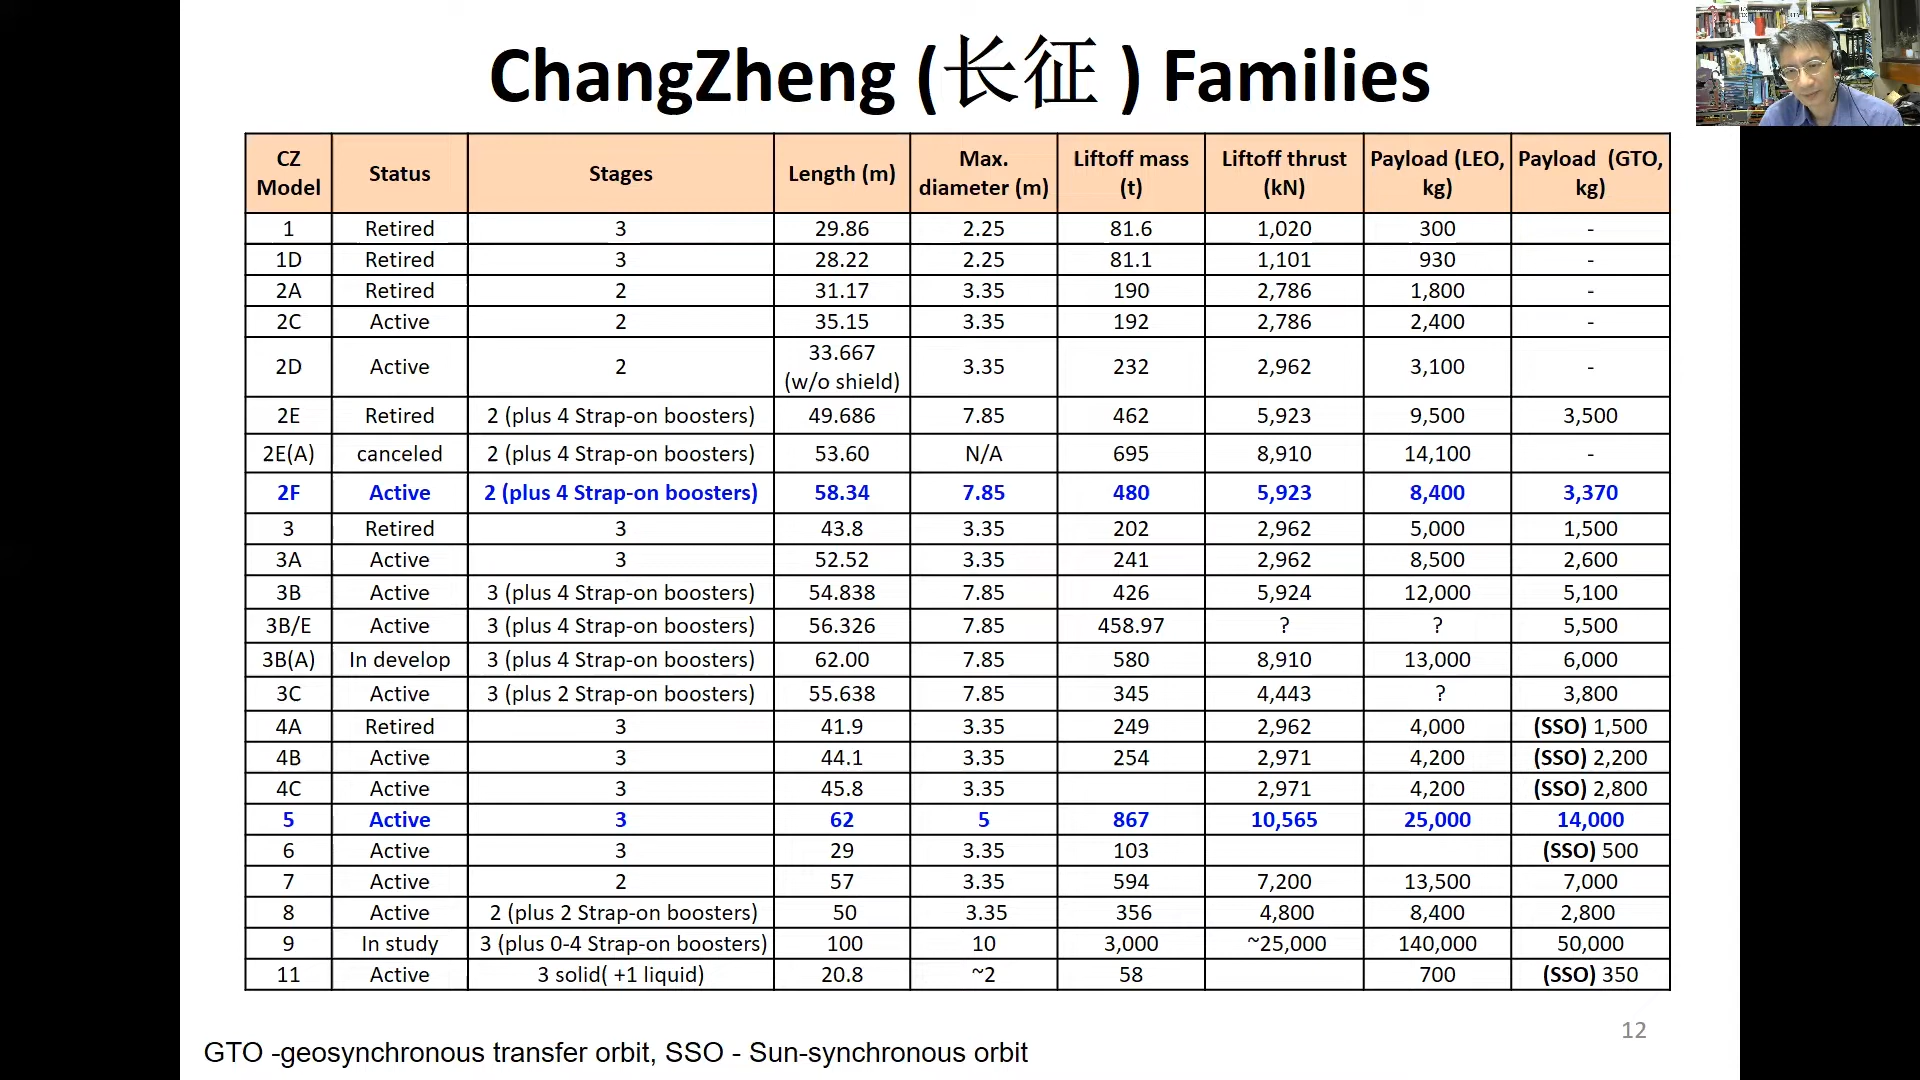 ChangZheng (长征 ) Families
CZ Model Status Stages Length (m) Max. diameter (m) Liftoff mass (t) Liftoff thrust (kN) Payload (LEO, kg) Payload (GTO, kg)
1 Retired 3 29.86 2.25 81.6 1,020 300 -
1D Retired 3 28.22 2.25 81.1 1,101 930 -
2A Retired 2 31.17 3.35 190 2,786 1,800 -
2C Active 2 35.15 3.35 192 2,786 2,400 -
2D Active 2 33.667 (w/o shield) 3.35 232 2,962 3,100 -
2E Retired 2 (plus 4 Strap-on boosters) 49.686 7.85 462 5,923 9,500 3,500
2E(A) canceled 2 (plus 4 Strap-on boosters) 53.60 N/A 695 8,910 14,100 -
2F Active 2 (plus 4 Strap-on boosters) 58.34 7.85 480 5,923 8,400 3,370
3 Retired 3 43.8 3.35 202 2,962 5,000 1,500
3A Active 3 52.52 3.35 241 2,962 8,500 2,600
3B Active 3 (plus 4 Strap-on boosters) 54.838 7.85 426 5,924 12,000 5,100
3B/E Active 3 (plus 4 Strap-on boosters) 56.326 7.85 458.97 ? ? 5,500
3B(A) In develop 3 (plus 4 Strap-on boosters) 62.00 7.85 580 8,910 13,000 6,000
3C Active 3 (plus 2 Strap-on boosters) 55.638 7.85 345 4,443 ? 3,800
4A Retired 3 41.9 3.35 249 2,962 4,000 (SSO) 1,500
4B Active 3 44.1 3.35 254 2,971 4,200 (SSO) 2,200
4C Active 3 45.8 3.35 2,971 4,200 (SSO) 2,800
5 Active 3 62 5 867 10,565 25,000 14,000
6 Active 3 29 3.35 103 (SSO) 500
7 Active 2 57 3.35 594 7,200 13,500 7,000
8 Active 2 (plus 2 Strap-on boosters) 50 3.35 356 4,800 8,400 2,800
9 In study 3 (plus 0-4 Strap-on boosters) 100 10 3,000 ~25,000 140,000 50,000
11 Active 3 solid( +1 liquid) 20.8 ~2 58 700 (SSO) 350
12
GTO -geosynchronous transfer orbit, SSO - Sun-synchronous orbit